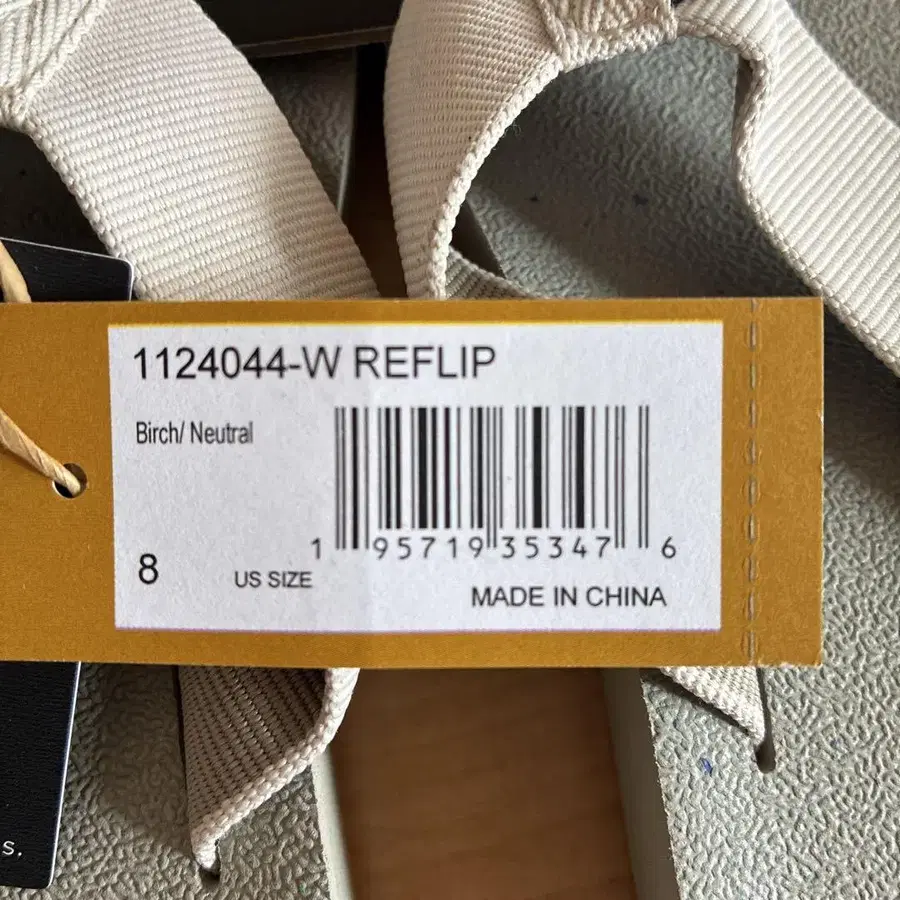 1124044-W REFLIP
Birch/ Neutral
1 95719 35347 6
8 US SIZE
MADE IN CHINA
s.